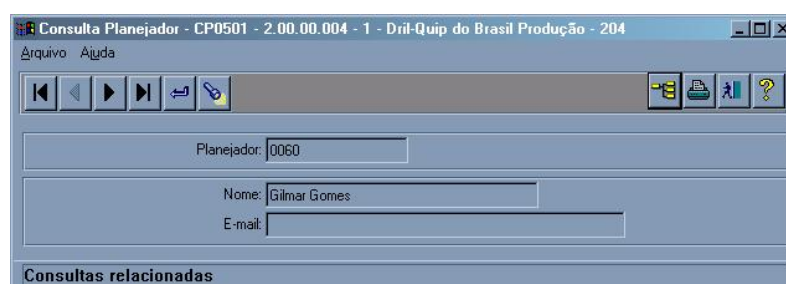 Consulta Planejador - CP0501 - 2.00.00.004 - 1 - Dril-Quip do Brasil Produção - 204
Arquivo Ajuda
Planejador: 0060
Nome: Gilmar Gomes
E-mail:
Consultas relacionadas